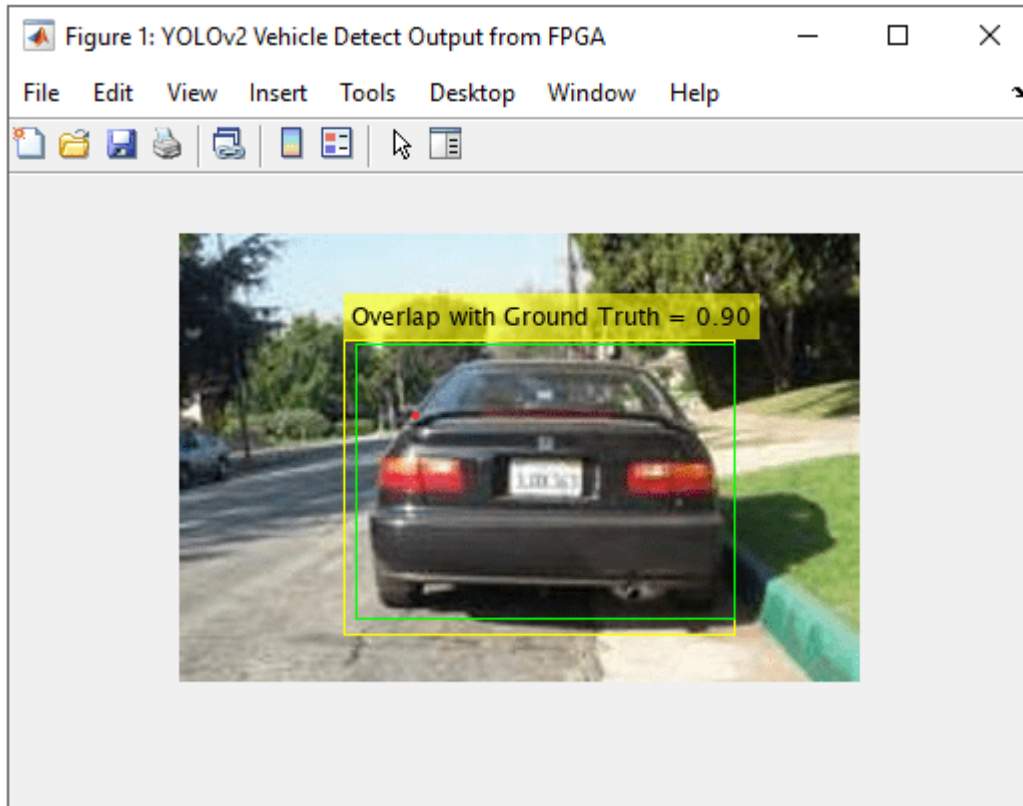 Figure 1: YOLOv2 Vehicle Detect Output from FPGA
File Edit View Insert Tools Desktop Window Help
Overlap with Ground Truth = 0.90